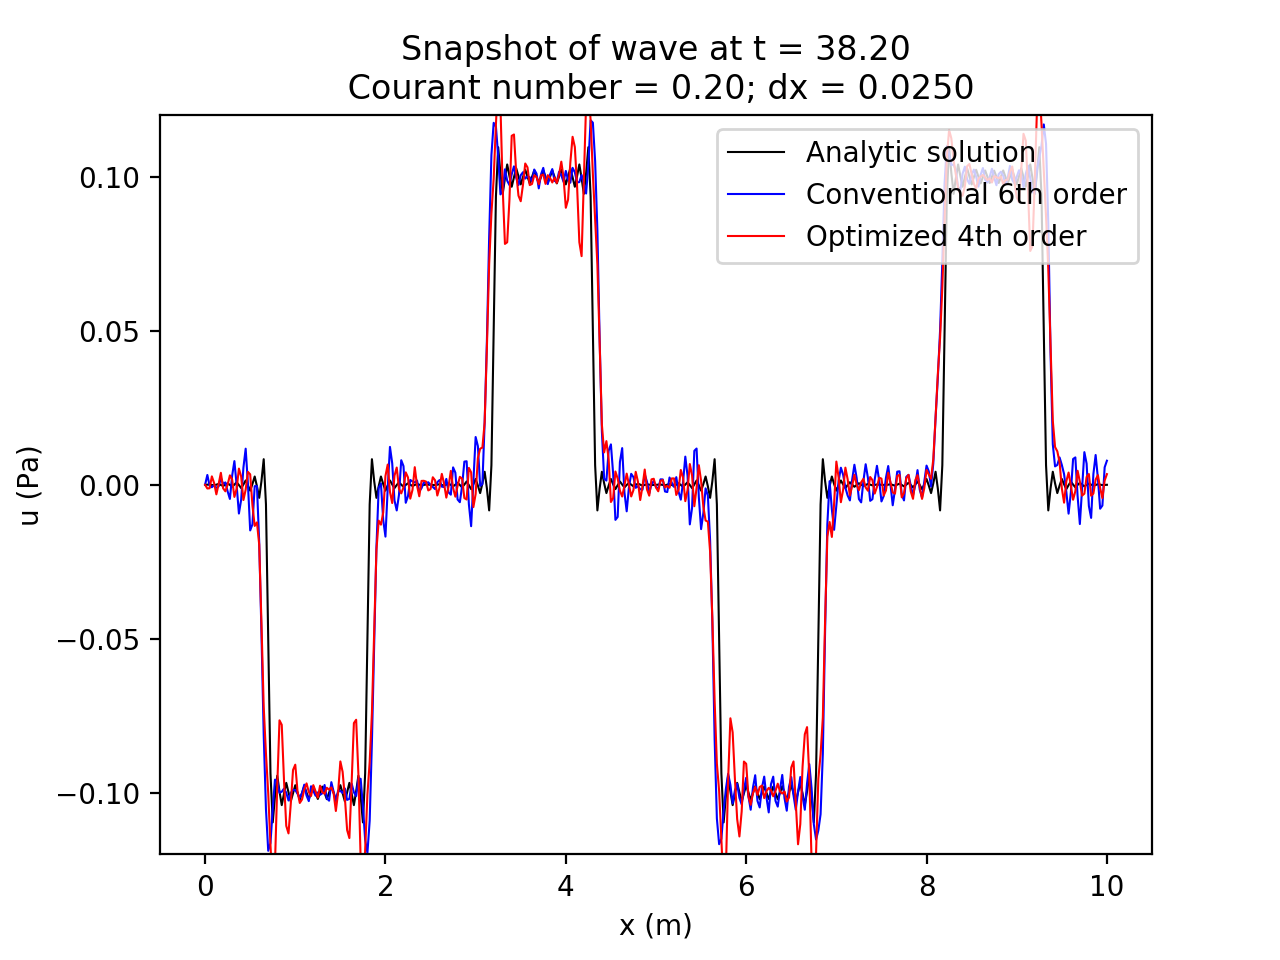 Snapshot of wave at t = 38.20
Courant number = 0.20; dx = 0.0250
Analytic solution
Conventional 6th order
Optimized 4th order
0.10
0.05
0.00
−0.05
−0.10
u (Pa)
0 2 4 6 8 10
x (m)